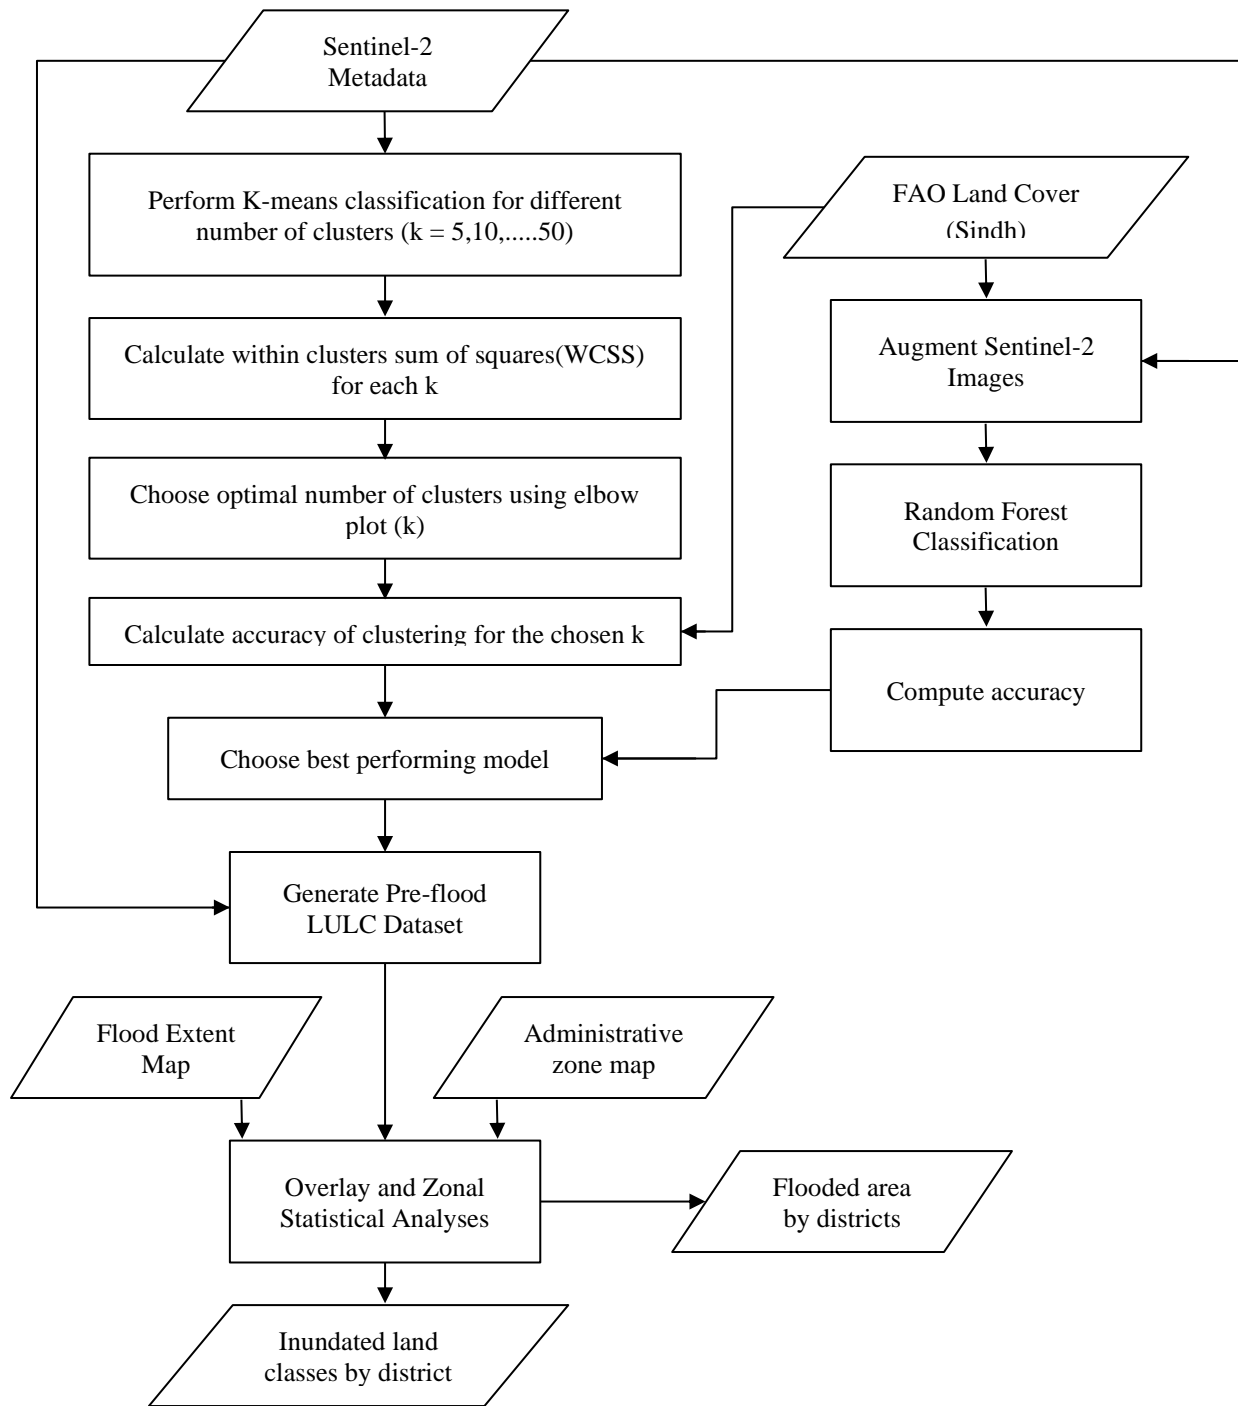 Sentinel-2
Metadata
Perform K-means classification for different
number of clusters (k = 5,10,.....50)
FAO Land Cover
(Sindh)
Calculate within clusters sum of squares(WCSS)
for each k
Augment Sentinel-2
Images
Choose optimal number of clusters using elbow
plot (k)
Random Forest
Classification
Calculate accuracy of clustering for the chosen k
Compute accuracy
Choose best performing model
Generate Pre-flood
LULC Dataset
Flood Extent
Map
Administrative
zone map
Overlay and Zonal
Statistical Analyses
Flooded area
by districts
Inundated land
classes by district